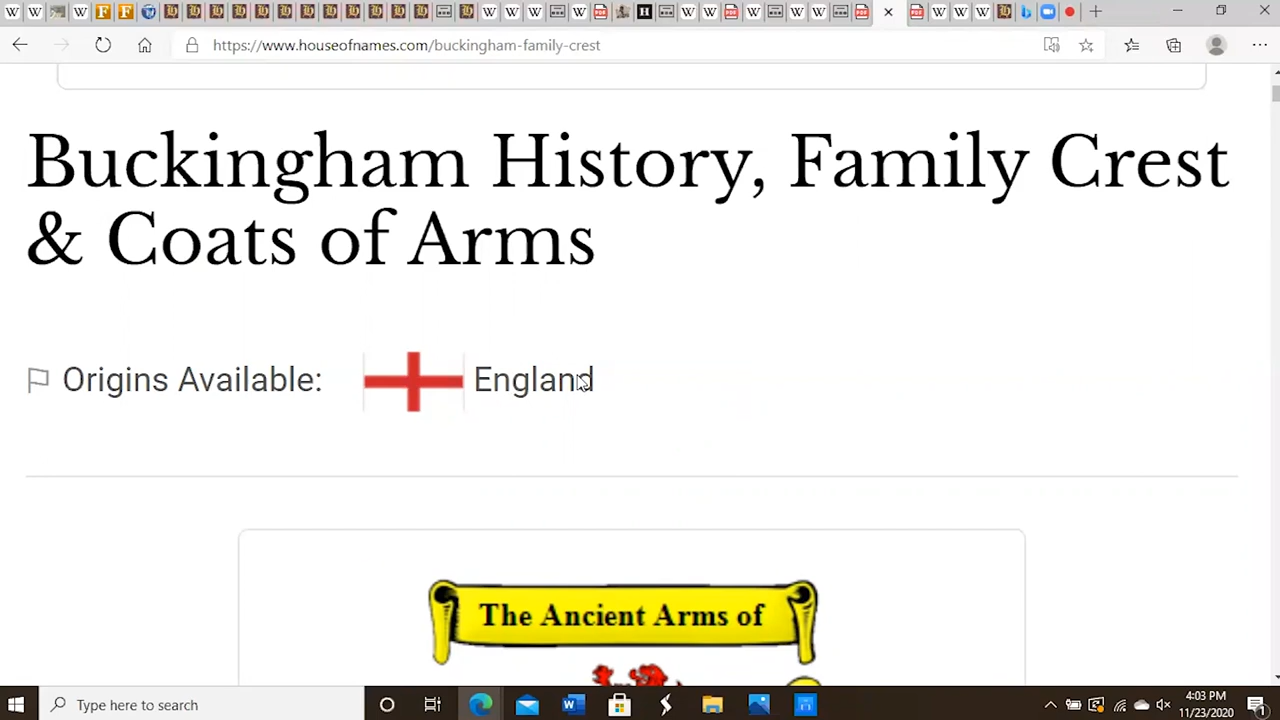 https://www.houseofnames.com/buckingham-family-crest
Buckingham History, Family Crest
& Coats of Arms
Origins Available: England
The Ancient Arms of
Type here to search
4:03 PM
11/23/2020